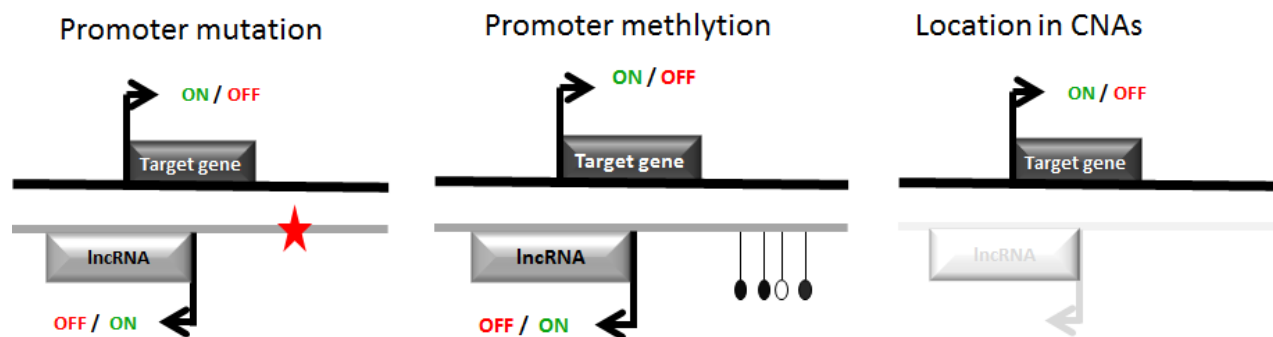 Promoter mutation
ON / OFF
Target gene
lncRNA
OFF / ON
Promoter methlytion
ON / OFF
Target gene
lncRNA
OFF / ON
Location in CNAs
ON / OFF
Target gene
lncRNA